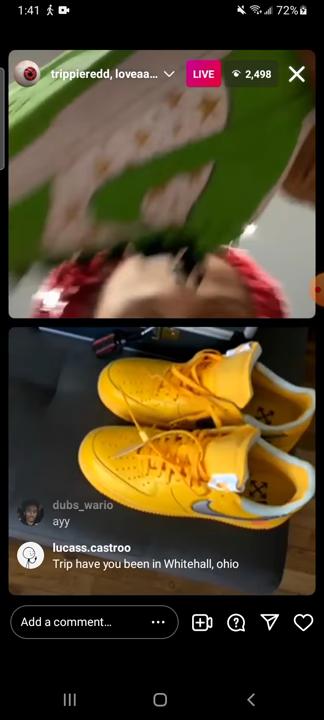 1:41
72%
trippieredd, loveaa...
LIVE
2,498
dubs_wario
ayy
lucass.castroo
Trip have you been in Whitehall, ohio
Add a comment...